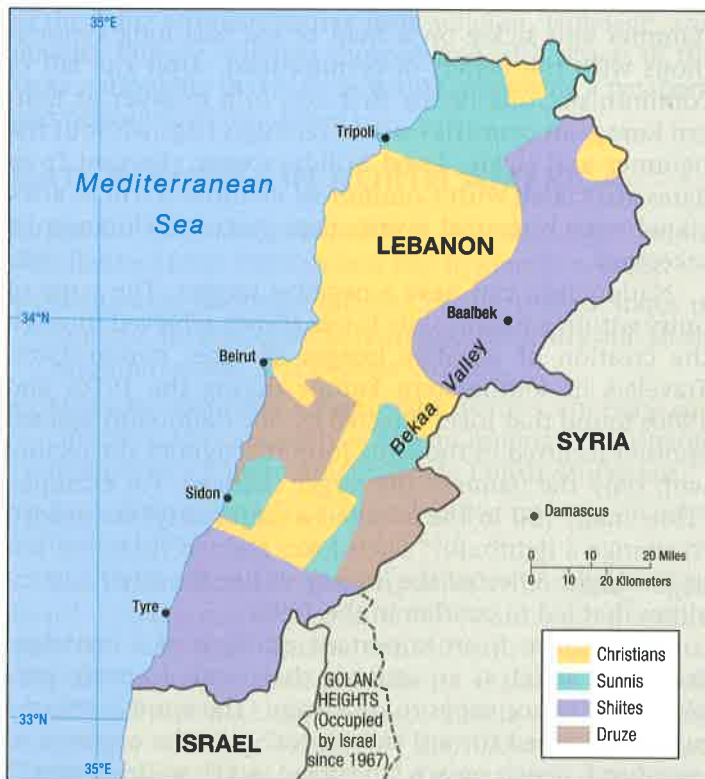 35°E
Tripoli
Mediterranean
Sea
LEBANON
34°N
Baalbek
Beirut
Bekaa Valley
SYRIA
Sidon
Damascus
0 10 20 Miles
0 10 20 Kilometers
Tyre
Christians
Sunnis
Shiites
Druze
GOLAN
HEIGHTS
(Occupied
by Israel
since 1967)
33°N
ISRAEL
35°E